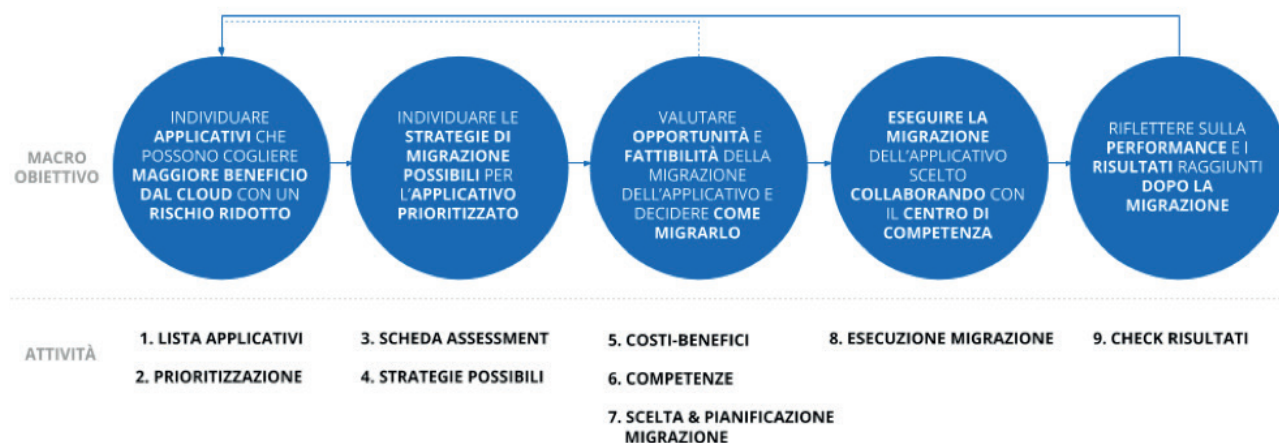 MACRO
OBIETTIVO
INDIVIDUARE
APPLICATIVI CHE
POSSONO COGLIERE
MAGGIORE BENEFICIO
DAL CLOUD CON UN
RISCHIO RIDOTTO
INDIVIDUARE LE
STRATEGIE DI
MIGRAZIONE
POSSIBILI PER
L'APPLICATIVO
PRIORITIZZATO
VALUTARE
OPPORTUNITÀ E
FATTIBILITÀ DELLA
MIGRAZIONE
DELL'APPLICATIVO E
DECIDERE COME
MIGRARLO
ESEGUIRE LA
MIGRAZIONE
DELL'APPLICATIVO
SCELTO
COLLABORANDO CON
IL CENTRO DI
COMPETENZA
RIFLETTERE SULLA
PERFORMANCE E I
RISULTATI RAGGIUNTI
DOPO LA
MIGRAZIONE
ATTIVITÀ
1. LISTA APPLICATIVI
2. PRIORITIZZAZIONE
3. SCHEDA ASSESSMENT
4. STRATEGIE POSSIBILI
5. COSTI-BENEFICI
6. COMPETENZE
7. SCELTA & PIANIFICAZIONE
MIGRAZIONE
8. ESECUZIONE MIGRAZIONE
9. CHECK RISULTATI